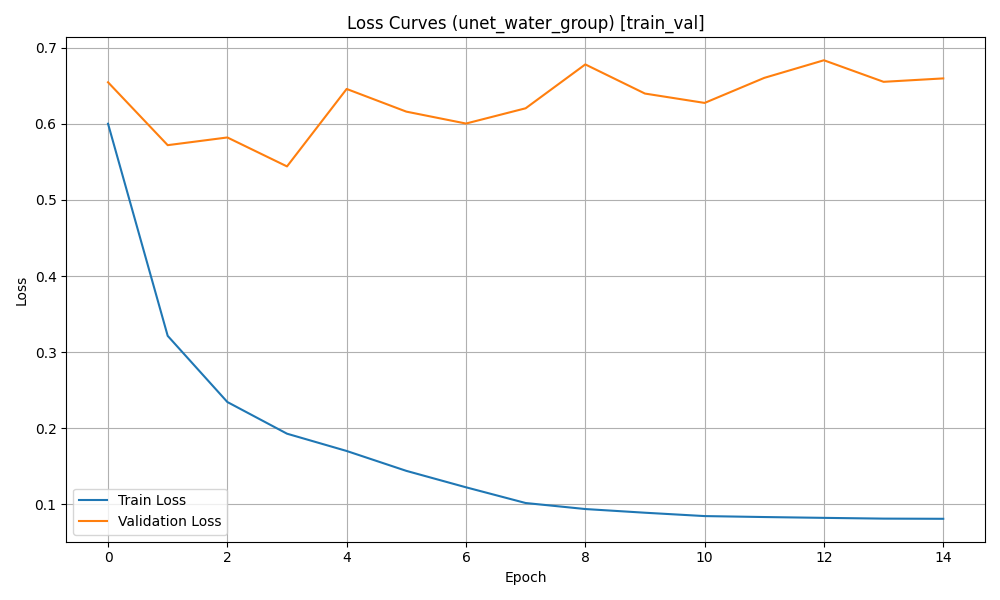 Loss Curves (unet_water_group) [train_val]
0.7
0.6
0.5
0.4
0.3
0.2
0.1
Loss
Train Loss
Validation Loss
0 2 4 6 8 10 12 14
Epoch